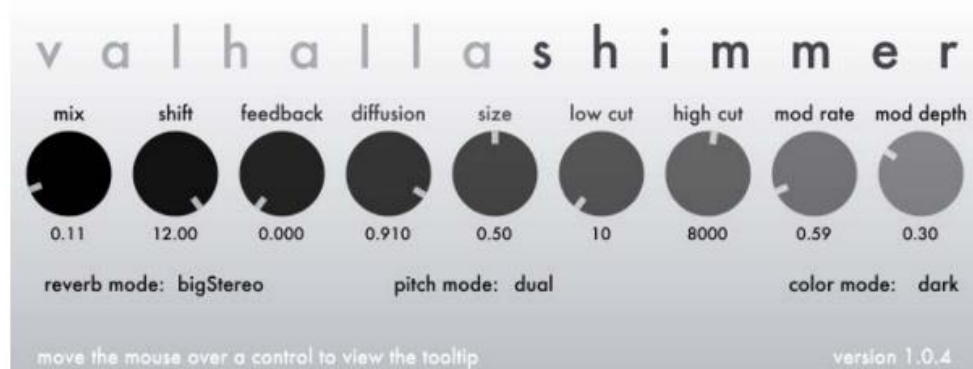 valhallashimmer
mix shift feedback diffusion size low cut high cut mod rate mod depth
0.11 12.00 0.000 0.910 0.50 10 8000 0.59 0.30
reverb mode: bigStereo pitch mode: dual color mode: dark
move the mouse over a control to view the tooltip version 1.0.4